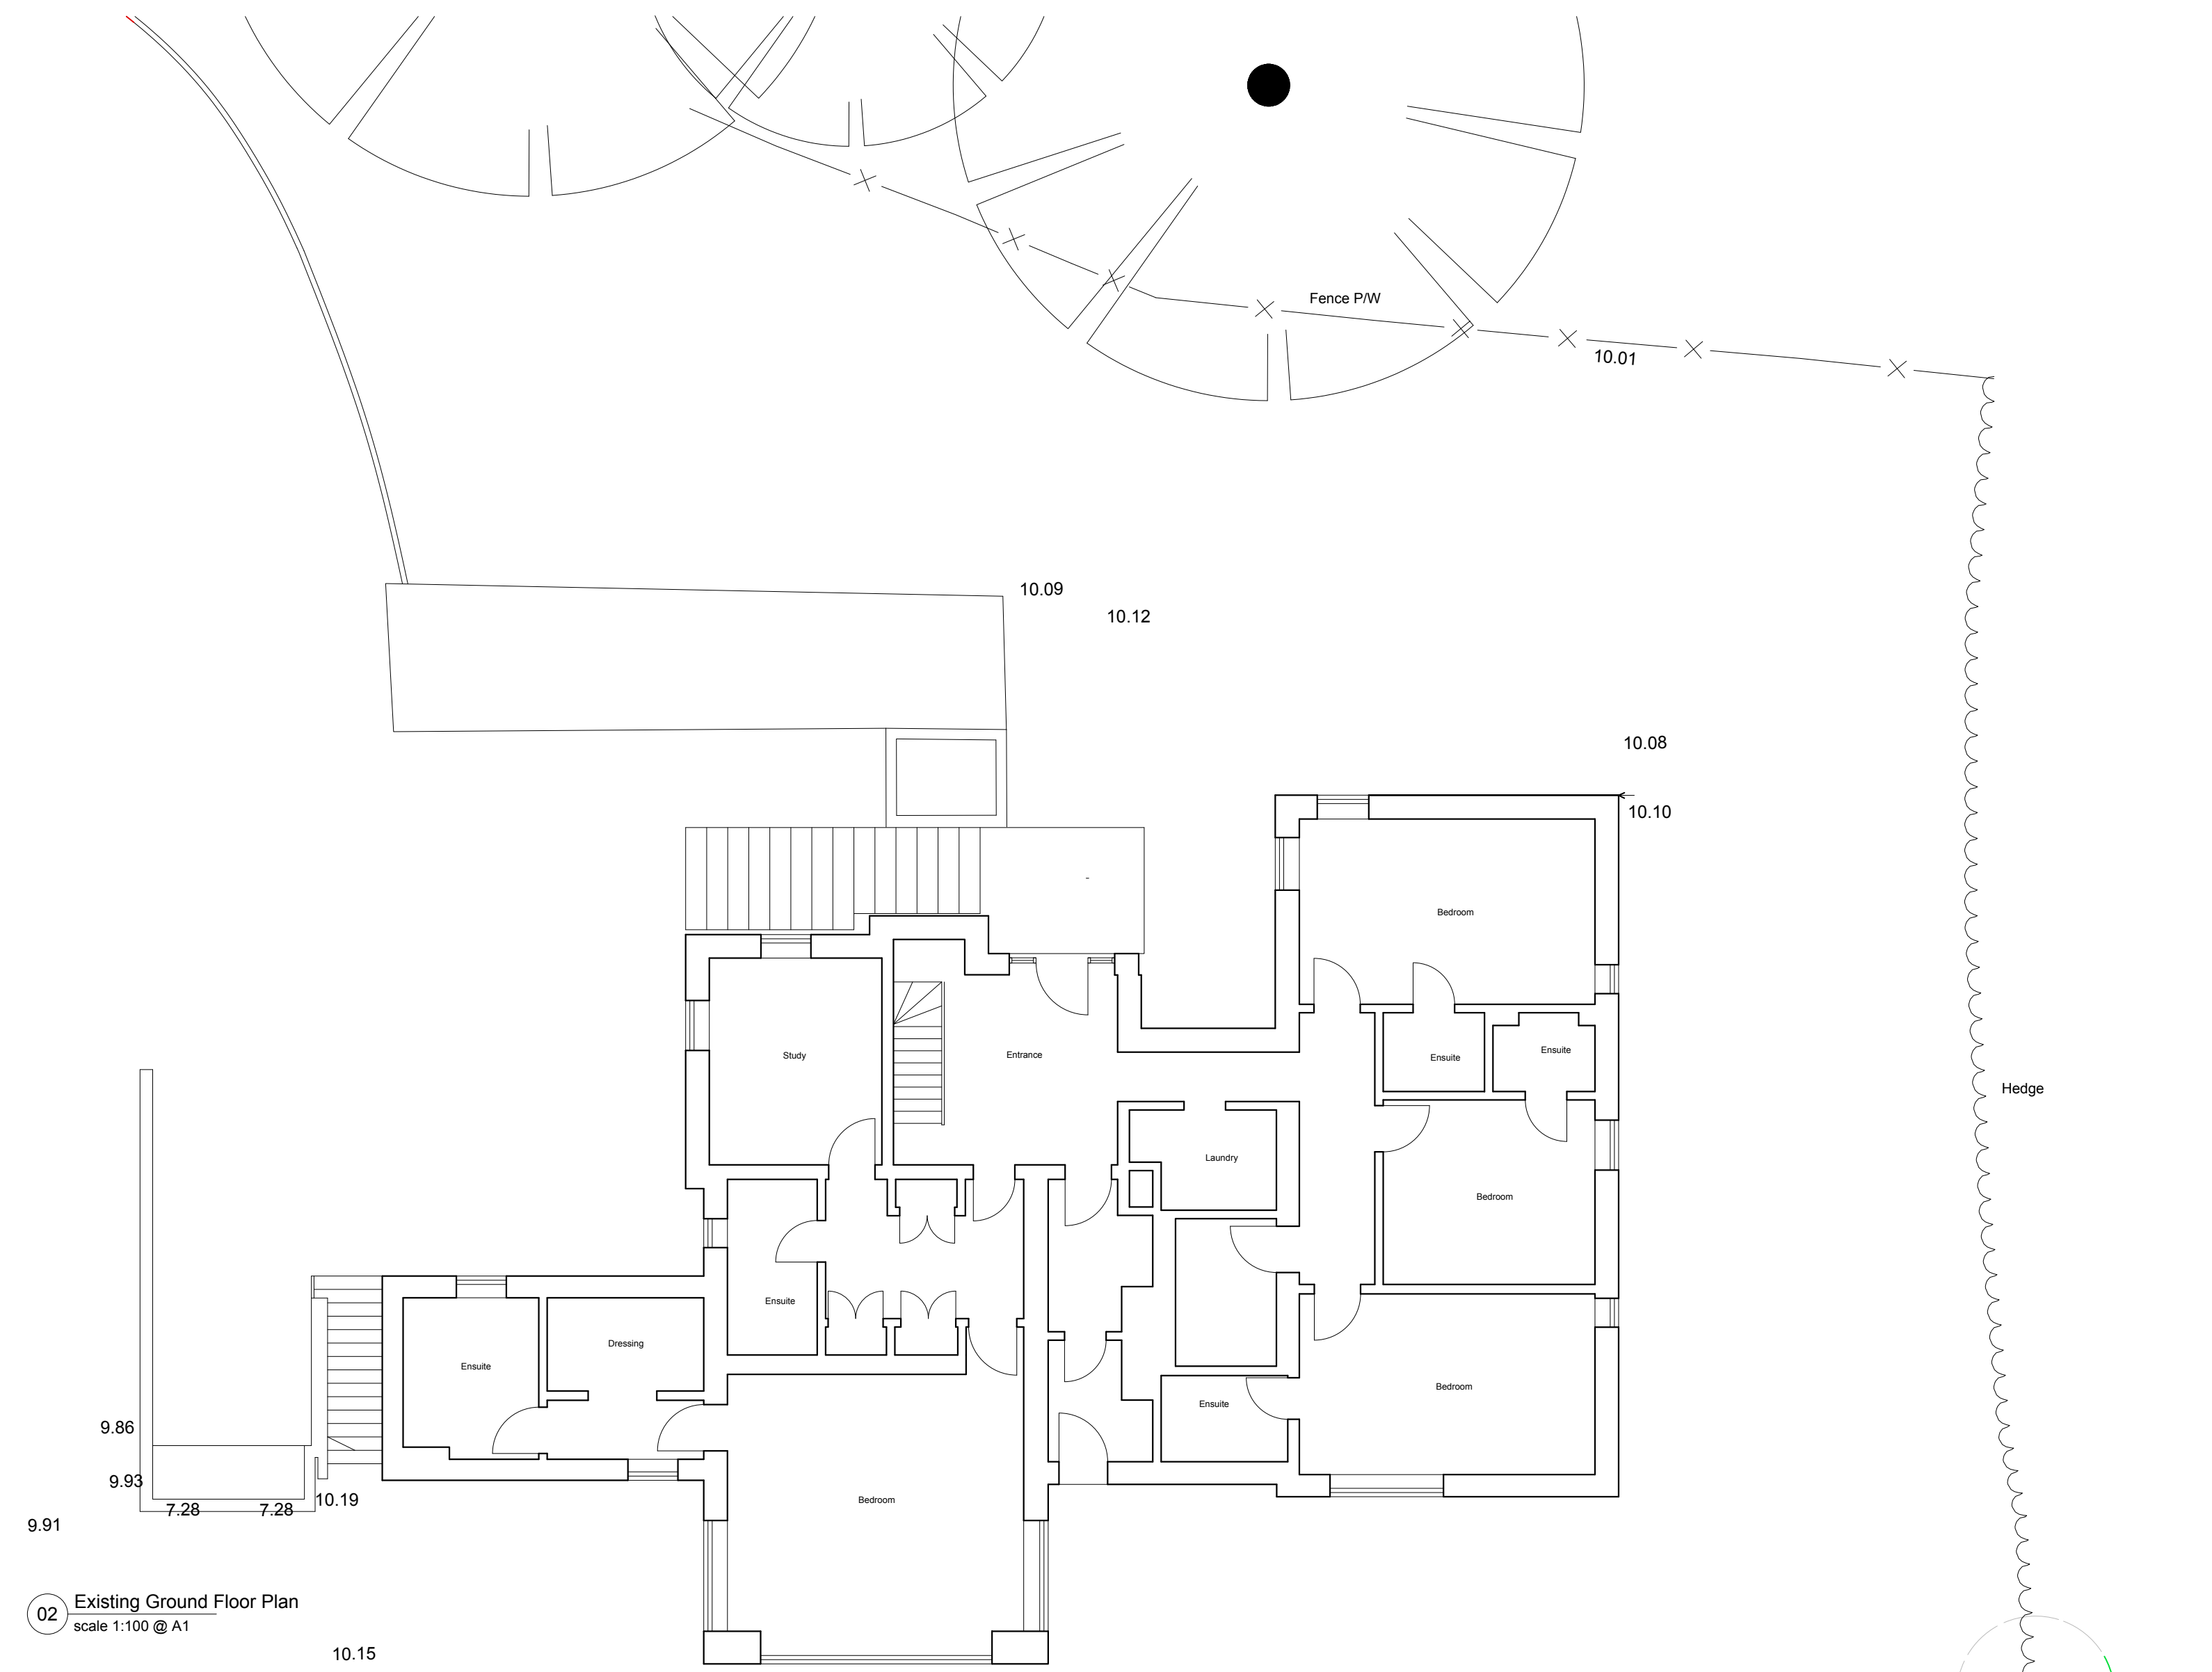 Fence P/W
10.01
10.09
10.12
10.08
10.10
Bedroom
Study
Entrance
Ensuite
Ensuite
Hedge
Laundry
Bedroom
Ensuite
Dressing
Ensuite
Bedroom
Ensuite
9.86
9.93
7.28
7.28
10.19
Bedroom
9.91
02
Existing Ground Floor Plan
scale 1:100 @ A1
10.15